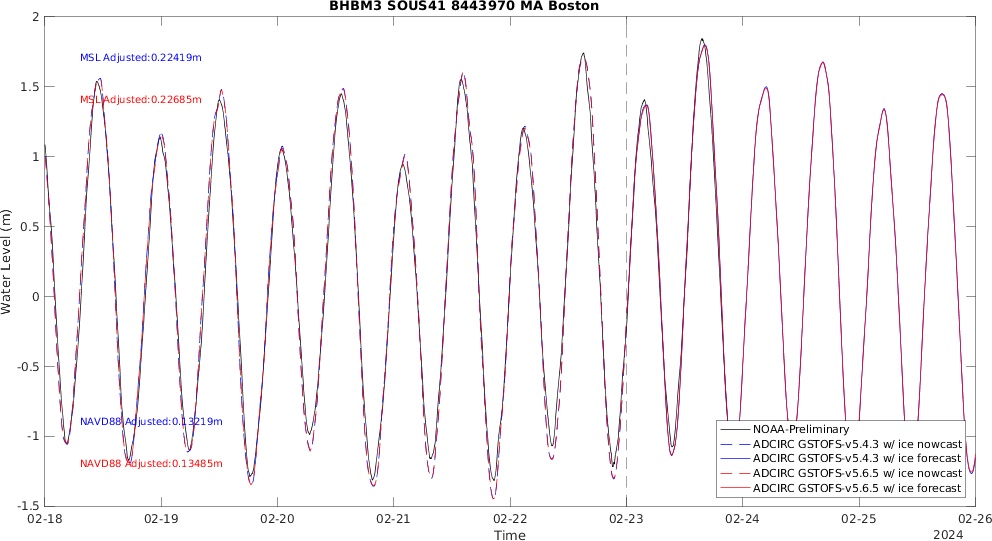 BHBM3 SOUS41 8443970 MA Boston
2
MSL Adjusted:0.22419m
1.5
MSL Adjusted:0.22685m
1
0.5
Water Level (m)
0
-0.5
NAVD88 Adjusted:0.13219m
-1
NAVD88 Adjusted:0.13485m
-1.5
NOAA-Preliminary
ADCIRC GSTOFS-v5.4.3 w/ ice nowcast
ADCIRC GSTOFS-v5.4.3 w/ ice forecast
ADCIRC GSTOFS-v5.6.5 w/ ice nowcast
ADCIRC GSTOFS-v5.6.5 w/ ice forecast
02-18 02-19 02-20 02-21 02-22 02-23 02-24 02-25 02-26
Time
2024